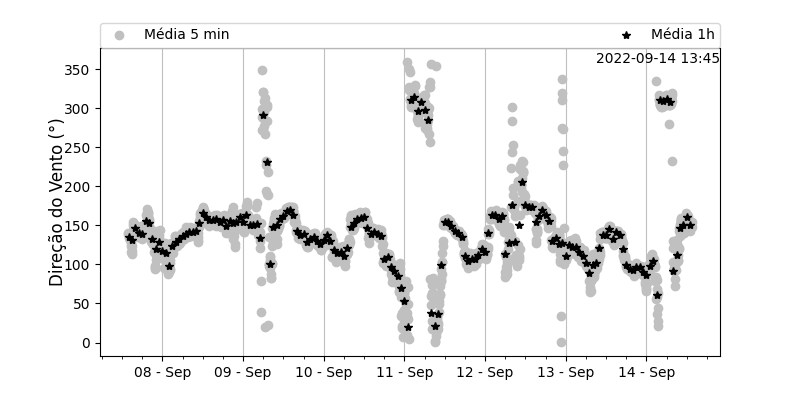 Média 5 min
Média 1h
2022-09-14 13:45
Direção do Vento (°)
350
300
250
200
150
100
50
0
08 - Sep
09 - Sep
10 - Sep
11 - Sep
12 - Sep
13 - Sep
14 - Sep